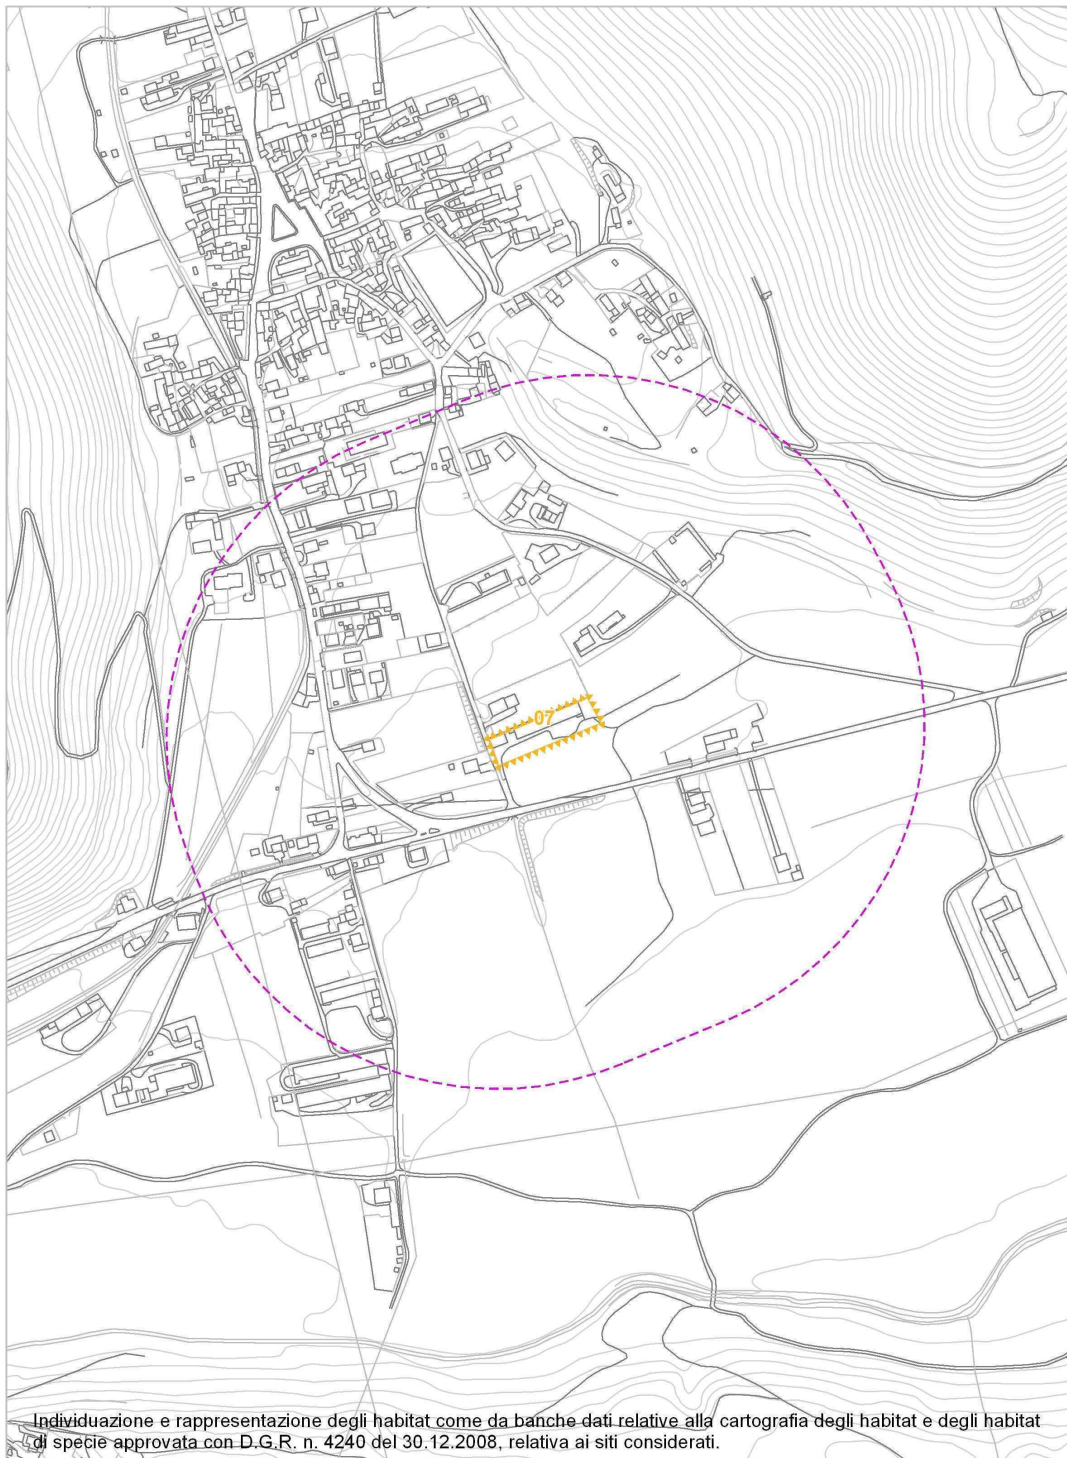 07
Individuazione e rappresentazione degli habitat come da banche dati relative alla cartografia degli habitat e degli habitat
di specie approvata con D.G.R. n. 4240 del 30.12.2008, relativa ai siti considerati.